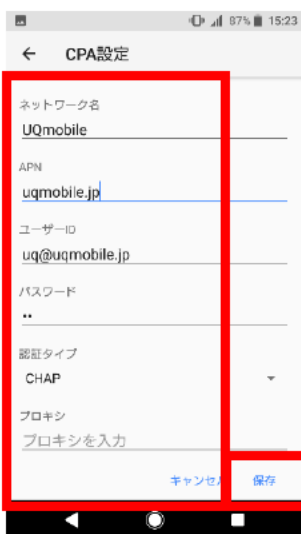 87% 15:23
← CPA設定
ネットワーク名
UQmobile
APN
uqmobile.jp
ユーザーID
uq@uqmobile.jp
パスワード
••
認証タイプ
CHAP
プロキシ
プロキシを入力
キャンセル 保存